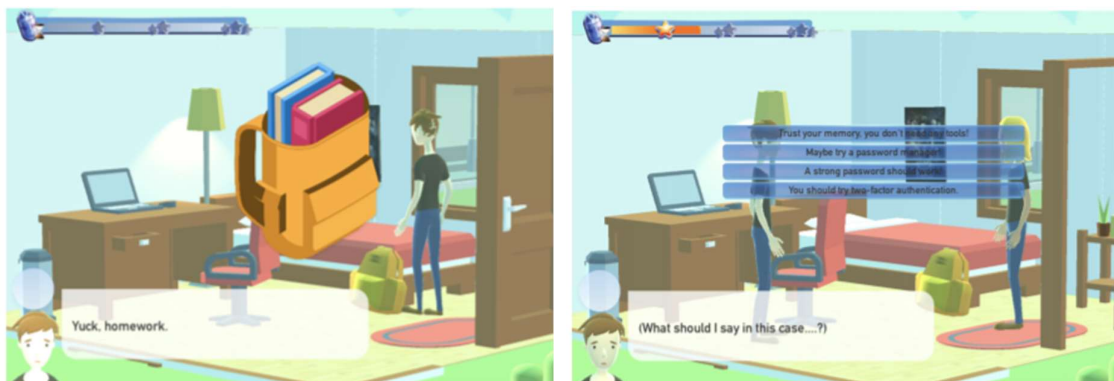 Yuck, homework.
Trust your memory, you don't need any tools!
Maybe try a password manager!
A strong password should work.
You should try two-factor authentication.
(What should I say in this case....?)